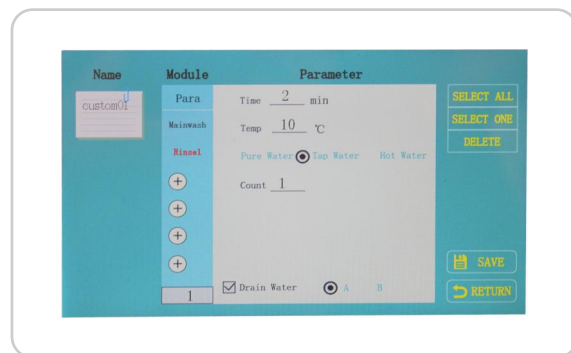 Name Module Parameter
custom01
Para
Mainwash
Rinse1
1
Time 2 min
Temp 10 ℃
Pure Water Tap Water Hot Water
Count 1
Drain Water A B
SELECT ALL
SELECT ONE
DELETE
SAVE
RETURN